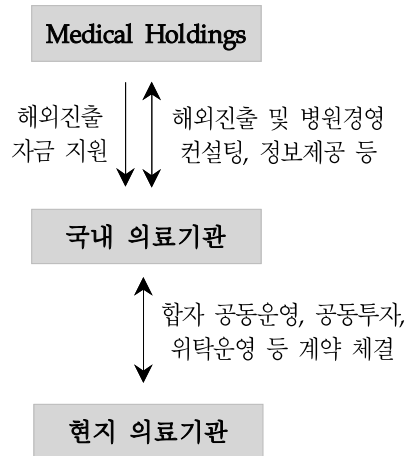 Medical Holdings
해외진출
자금 지원
해외진출 및 병원경영
컨설팅, 정보제공 등
국내 의료기관
합자 공동운영, 공동투자,
위탁운영 등 계약 체결
현지 의료기관